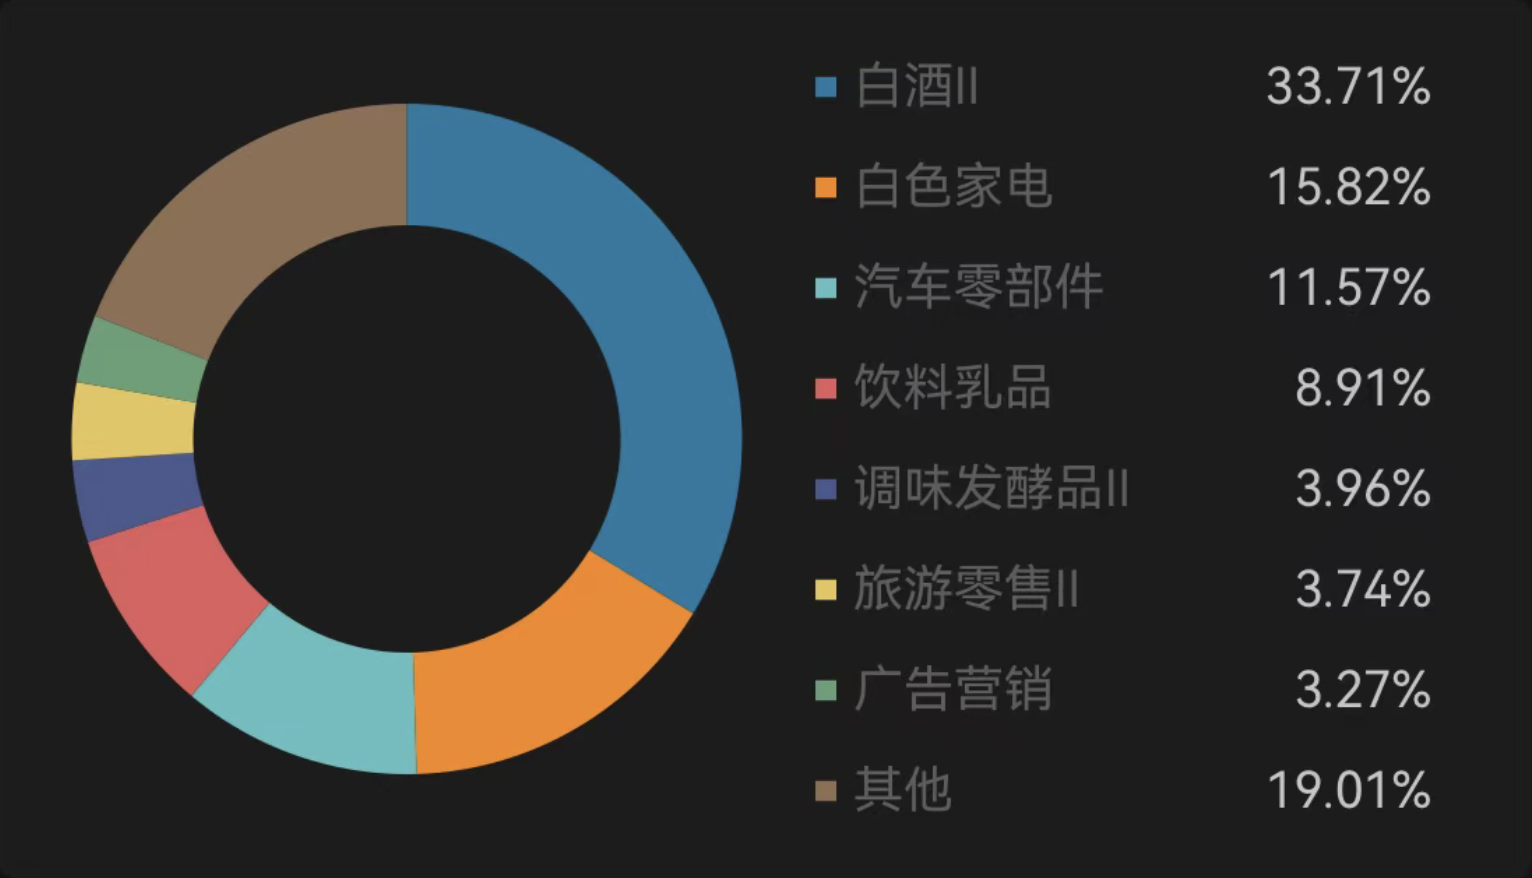 白酒II 33.71%
白色家电 15.82%
汽车零部件 11.57%
饮料乳品 8.91%
调味发酵品II 3.96%
旅游零售II 3.74%
广告营销 3.27%
其他 19.01%